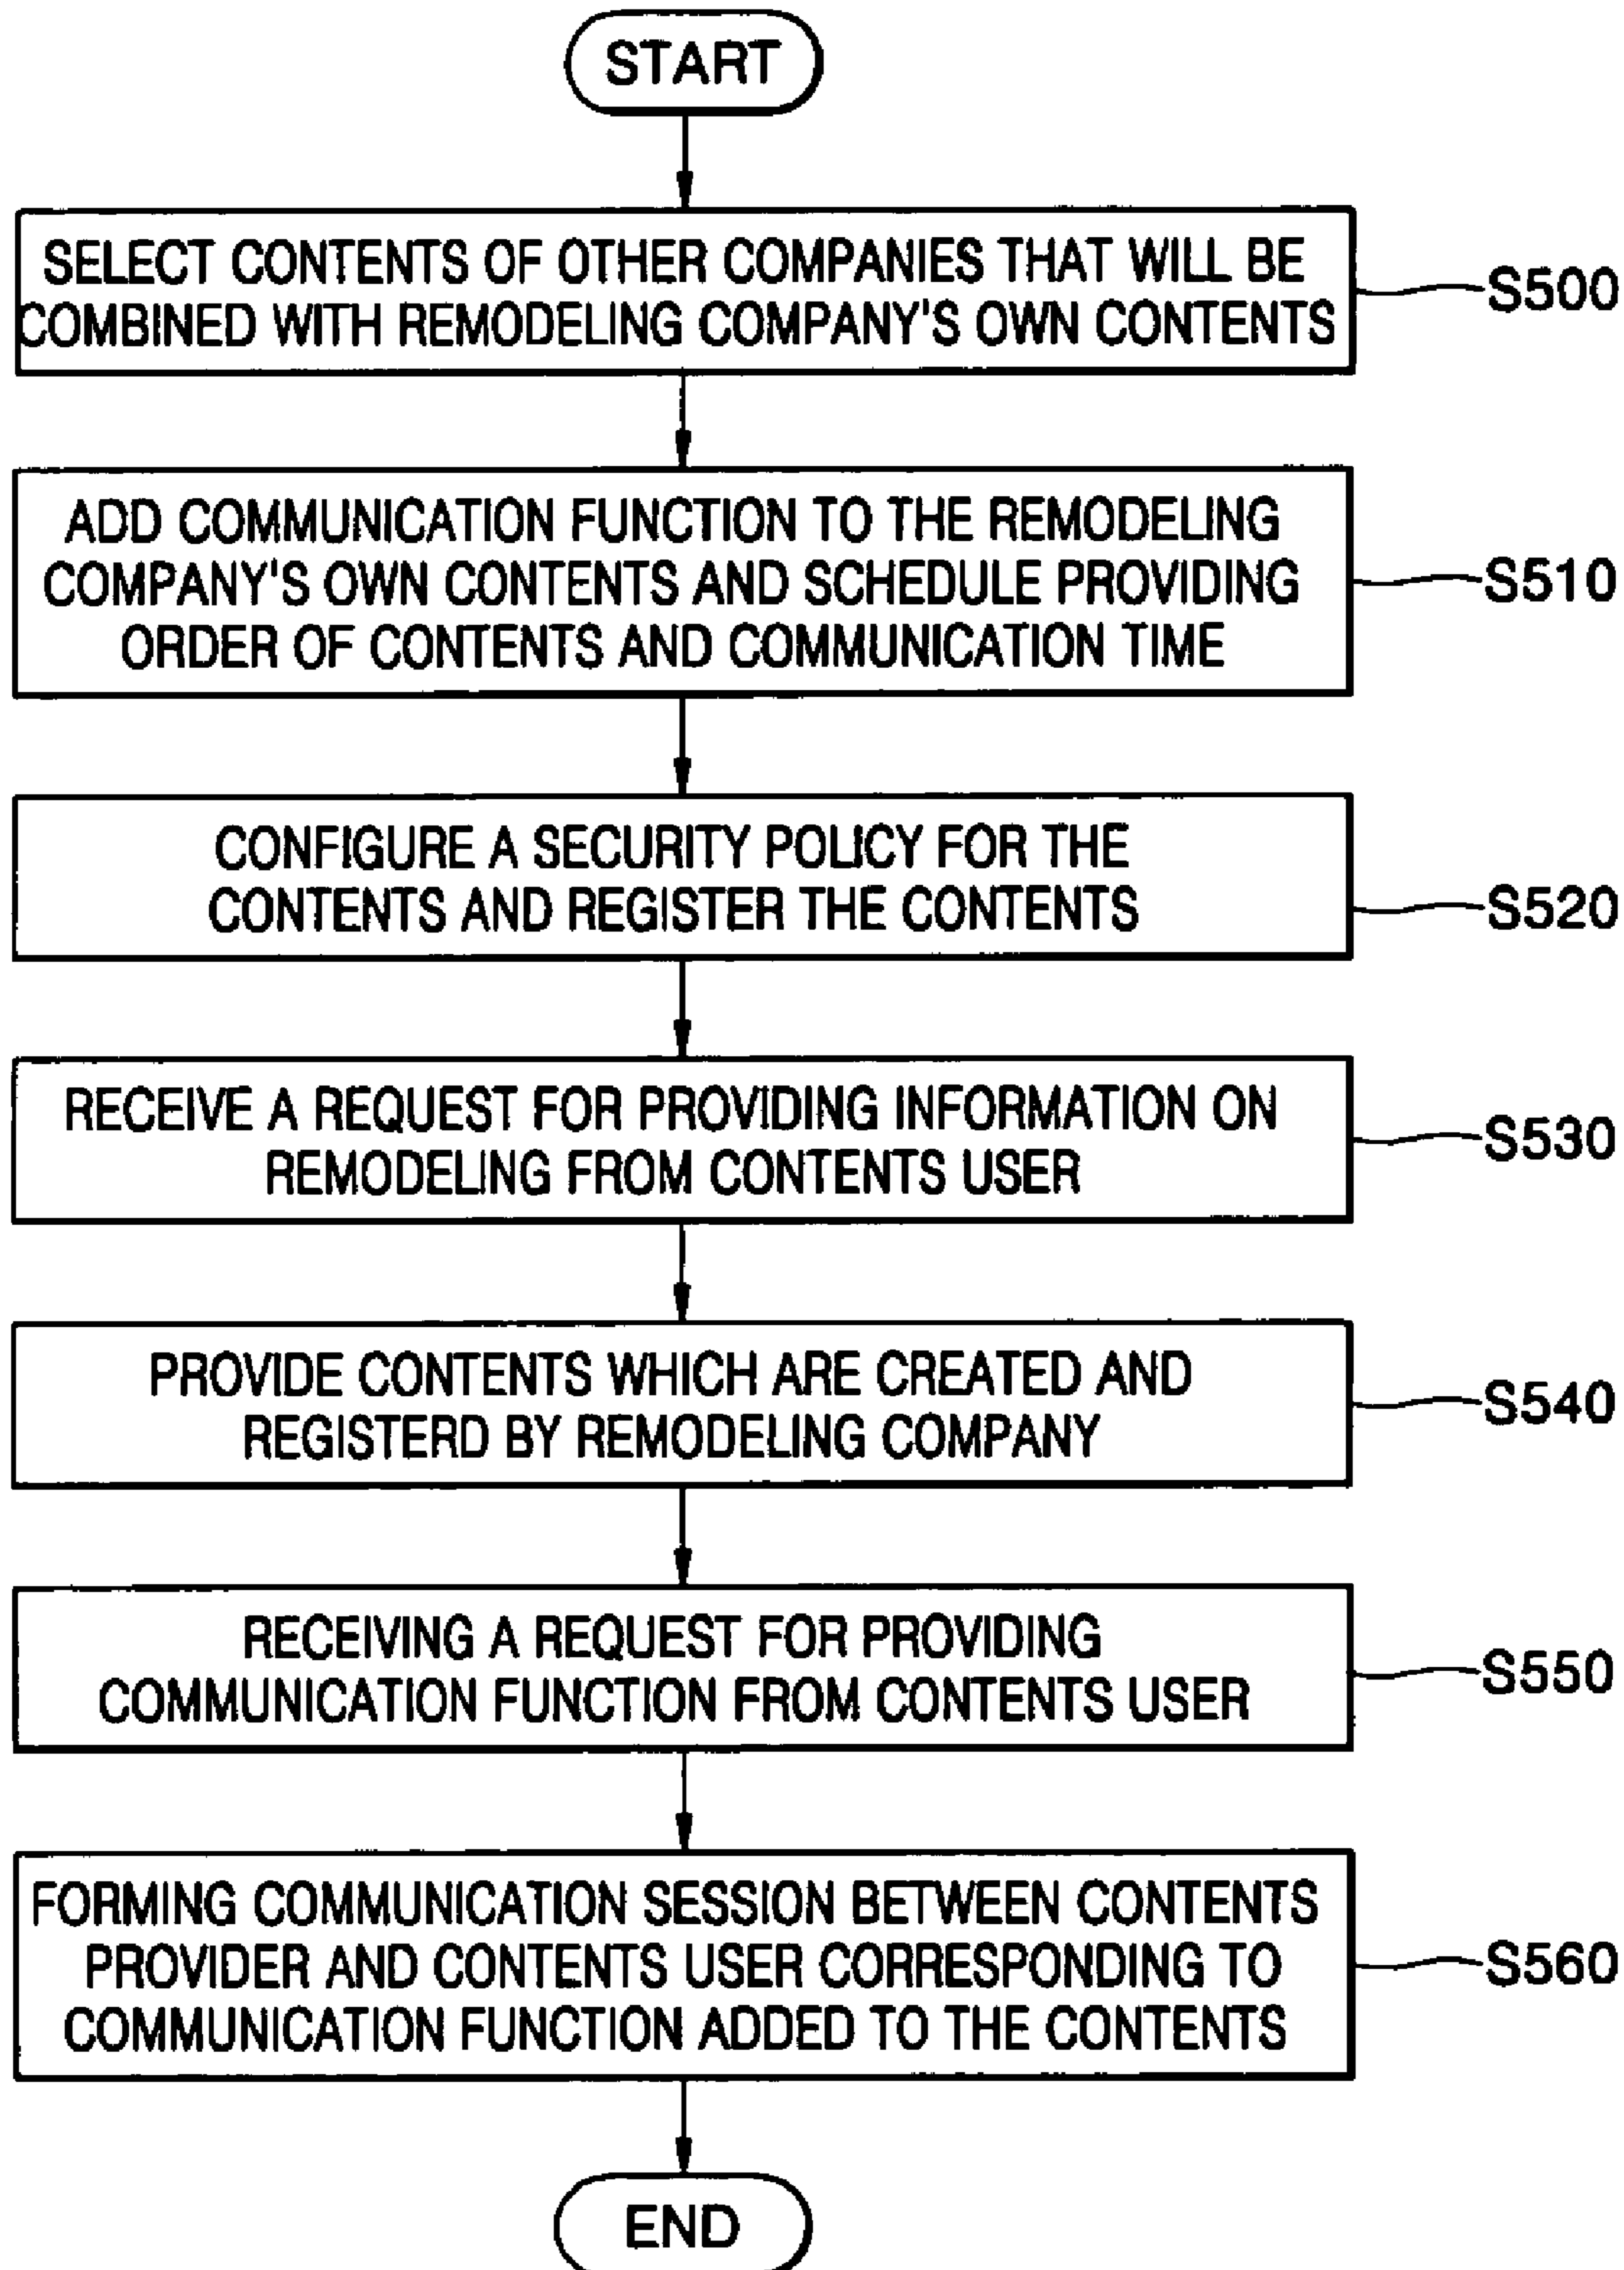 START
SELECT CONTENTS OF OTHER COMPANIES THAT WILL BE
COMBINED WITH REMODELING COMPANY'S OWN CONTENTS
S500
ADD COMMUNICATION FUNCTION TO THE REMODELING
COMPANY'S OWN CONTENTS AND SCHEDULE PROVIDING
ORDER OF CONTENTS AND COMMUNICATION TIME
S510
CONFIGURE A SECURITY POLICY FOR THE
CONTENTS AND REGISTER THE CONTENTS
S520
RECEIVE A REQUEST FOR PROVIDING INFORMATION ON
REMODELING FROM CONTENTS USER
S530
PROVIDE CONTENTS WHICH ARE CREATED AND
REGISTERD BY REMODELING COMPANY
S540
RECEIVING A REQUEST FOR PROVIDING
COMMUNICATION FUNCTION FROM CONTENTS USER
S550
FORMING COMMUNICATION SESSION BETWEEN CONTENTS
PROVIDER AND CONTENTS USER CORRESPONDING TO
COMMUNICATION FUNCTION ADDED TO THE CONTENTS
S560
END